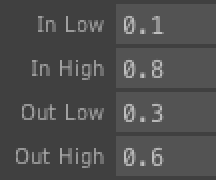 In Low 0.1
In High 0.8
Out Low 0.3
Out High 0.6